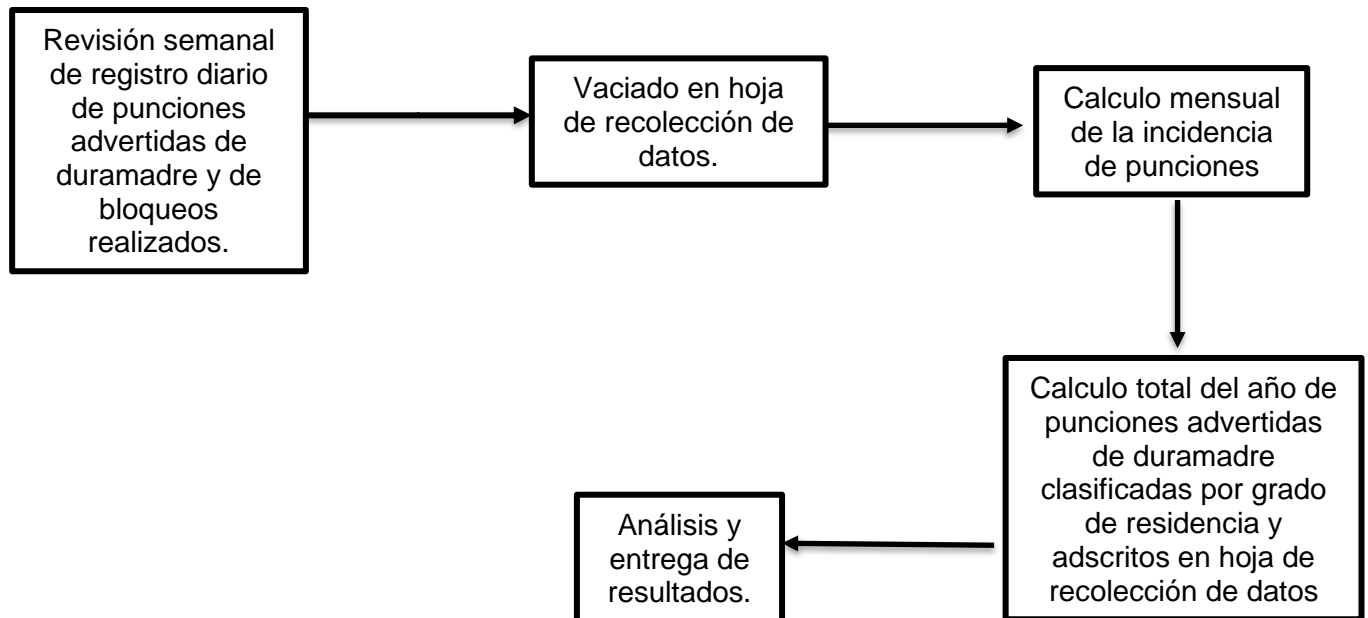 Revisión semanal
de registro diario
de punciones
advertidas de
duramadre y de
bloqueos
realizados.
Vaciado en hoja
de recolección de
datos.
Calculo mensual
de la incidencia
de punciones
Calculo total del año de
punciones advertidas
de duramadre
clasificadas por grado
de residencia y
adscritos en hoja de
recolección de datos
Análisis y
entrega de
resultados.